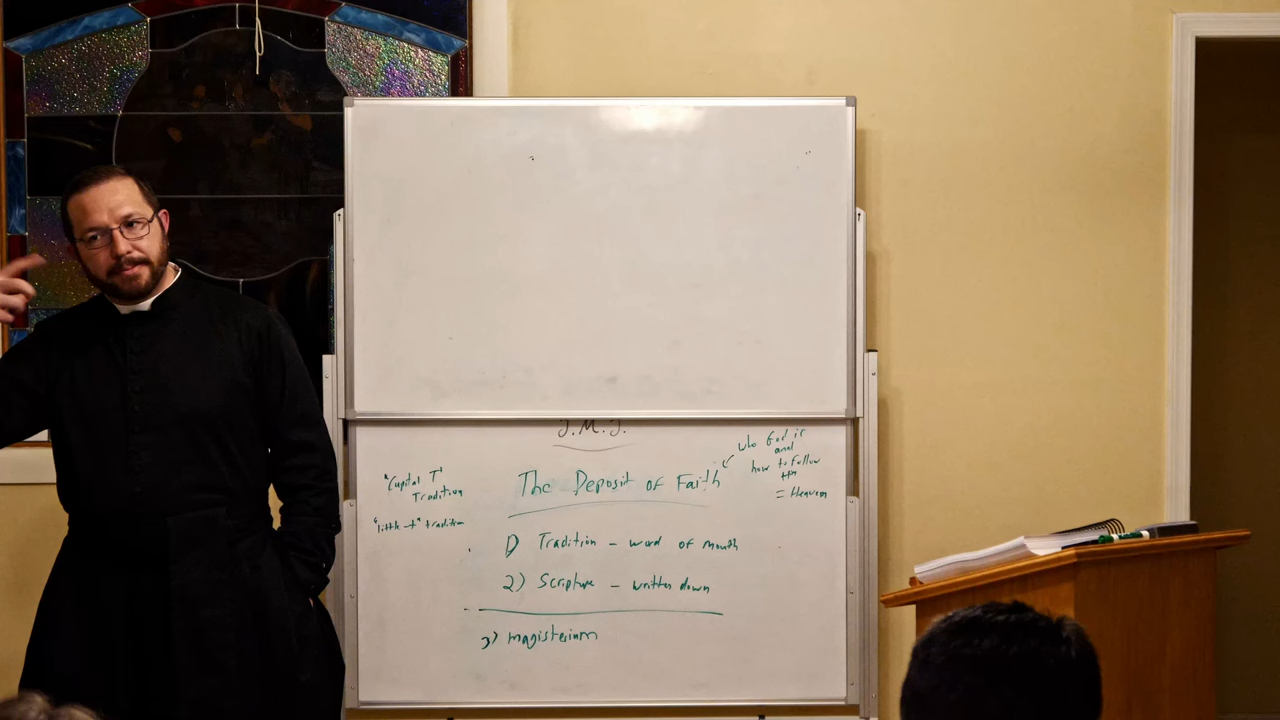 J.M.J.
The Deposit of Faith
who God is
and
how to follow
Him
= Heaven
"Capital T"
Tradition
"little-t" tradition
1) Tradition - word of mouth
2) Scripture - written down
3) Magisterium